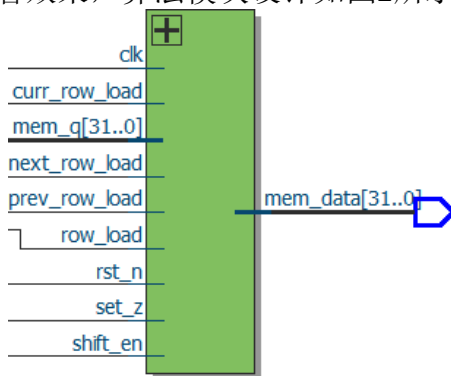 clk
curr_row_load
mem_q[31..0]
next_row_load
prev_row_load
mem_data[31..0]
row_load
rst_n
set_z
shift_en